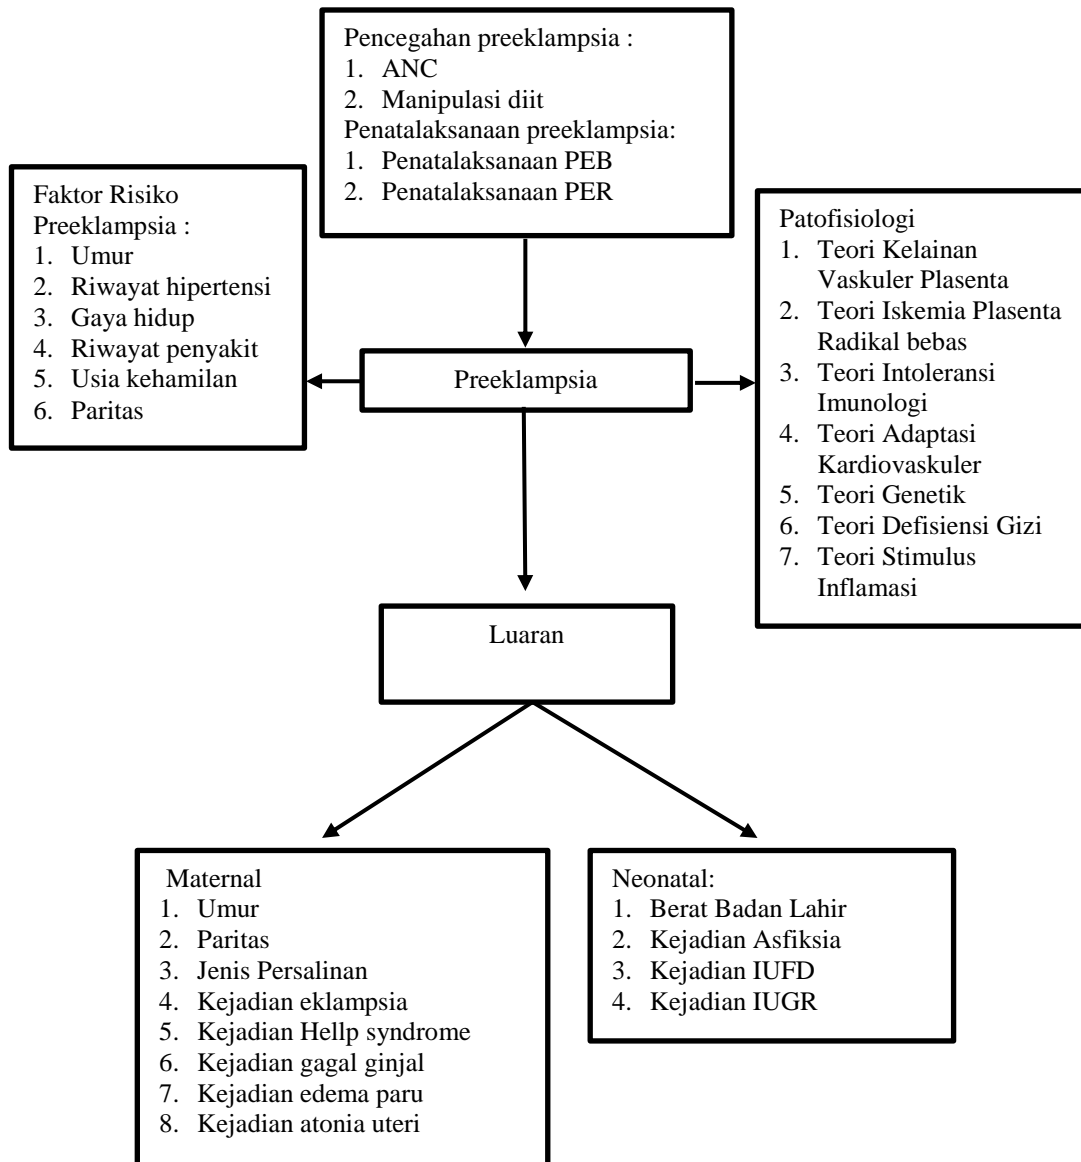 Pencegahan preeklampsia :
1. ANC
2. Manipulasi diit
Penatalaksanaan preeklampsia:
1. Penatalaksanaan PEB
2. Penatalaksanaan PER
Faktor Risiko
Preeklampsia :
1. Umur
2. Riwayat hipertensi
3. Gaya hidup
4. Riwayat penyakit
5. Usia kehamilan
6. Paritas
Preeklampsia
Patofisiologi
1. Teori Kelainan
Vaskuler Plasenta
2. Teori Iskemia Plasenta
Radikal bebas
3. Teori Intoleransi
Imunologi
4. Teori Adaptasi
Kardiovaskuler
5. Teori Genetik
6. Teori Defisiensi Gizi
7. Teori Stimulus
Inflamasi
Luaran
Maternal
1. Umur
2. Paritas
3. Jenis Persalinan
4. Kejadian eklampsia
5. Kejadian Hellp syndrome
6. Kejadian gagal ginjal
7. Kejadian edema paru
8. Kejadian atonia uteri
Neonatal:
1. Berat Badan Lahir
2. Kejadian Asfiksia
3. Kejadian IUFD
4. Kejadian IUGR